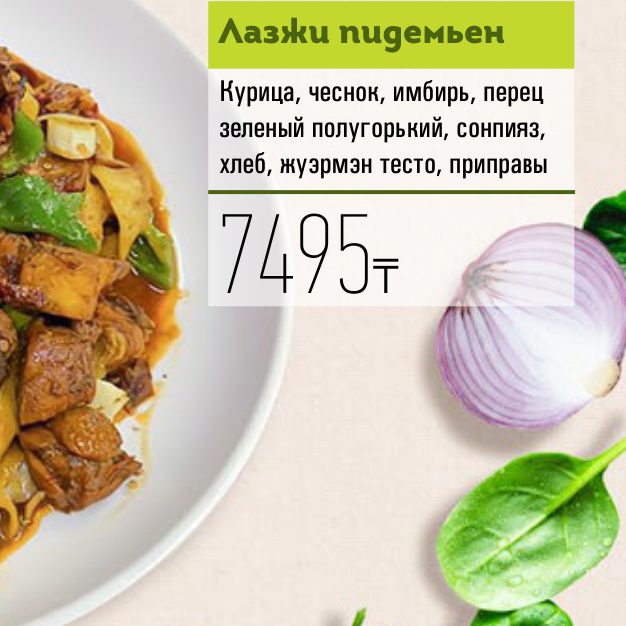 Лазжи пидемьен
Курица, чеснок, имбирь, перец
зеленый полугорький, сонпияз,
хлеб, жуэрмэн тесто, приправы
7495₸